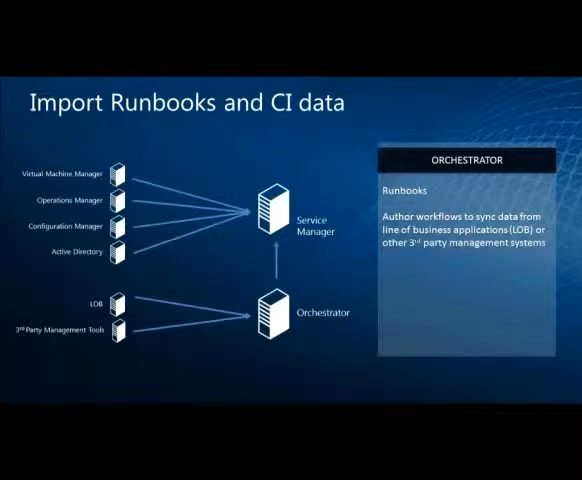 Import Runbooks and CI data
Virtual Machine Manager
Operations Manager
Configuration Manager
Active Directory
Service
Manager
LOB
3rd Party Management Tools
Orchestrator
ORCHESTRATOR
Runbooks
Author workflows to sync data from
line of business applications (LOB) or
other 3rd party management systems